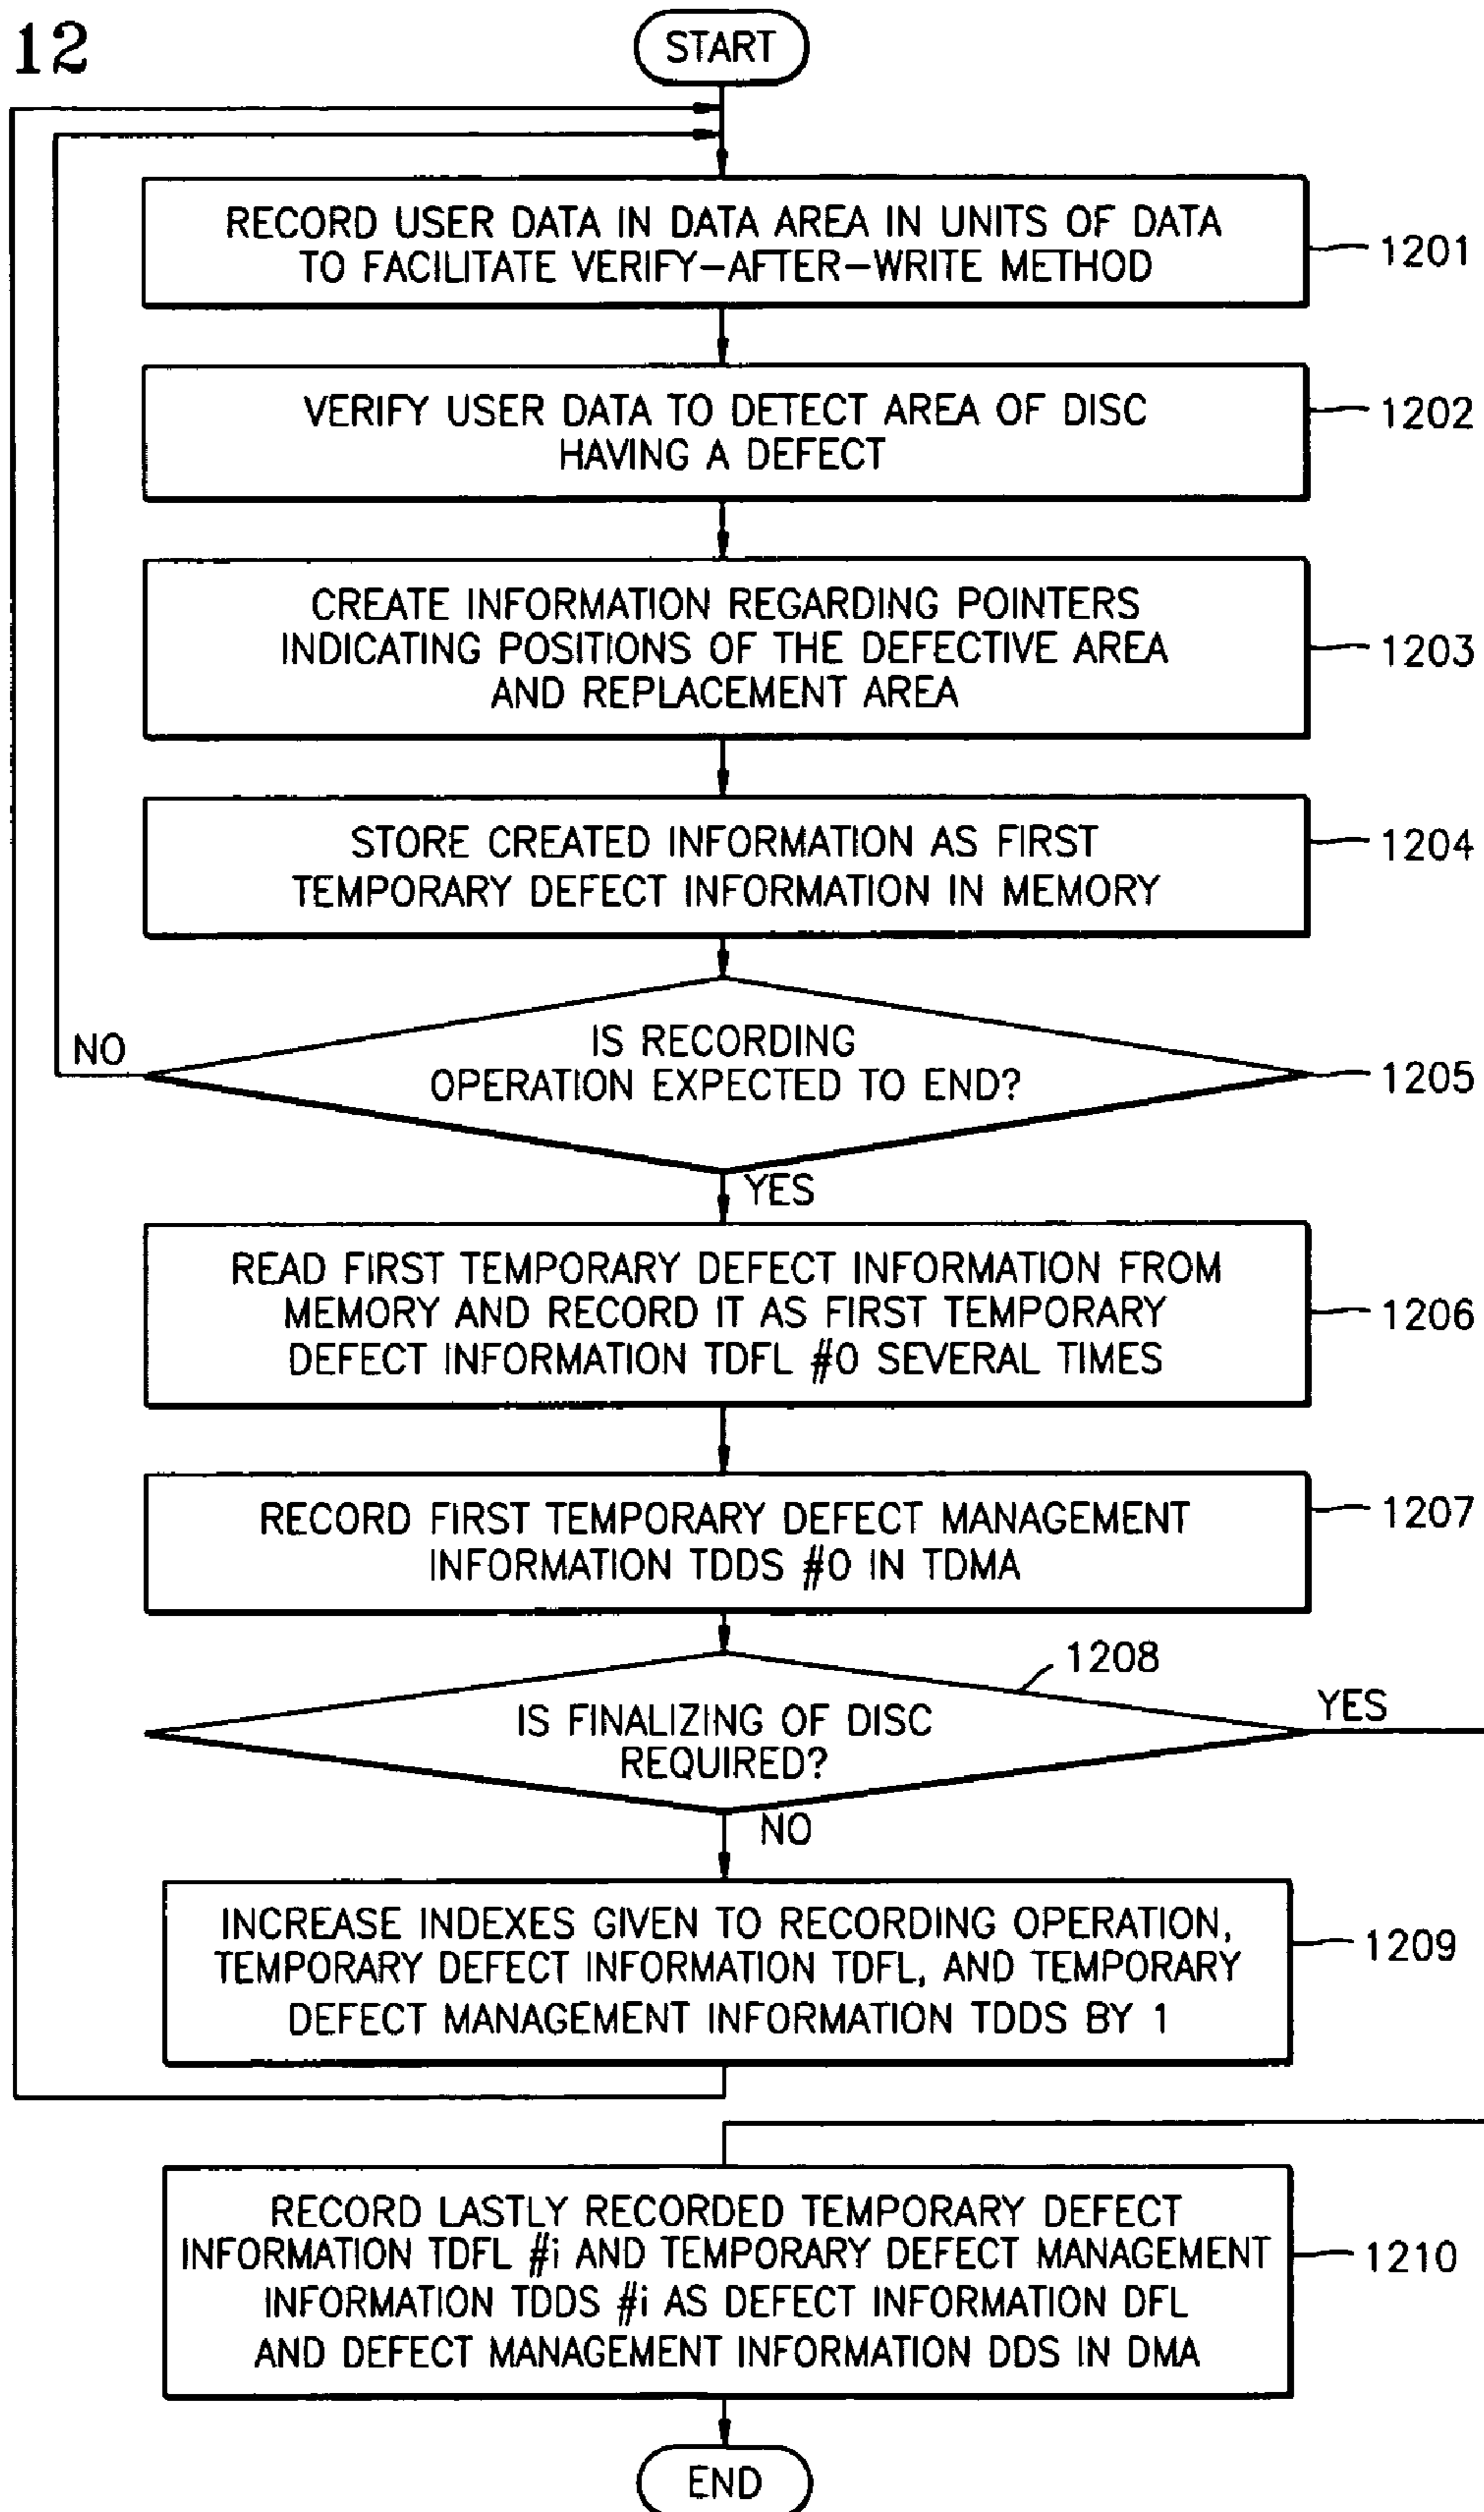 12
START
RECORD USER DATA IN DATA AREA IN UNITS OF DATA
TO FACILITATE VERIFY-AFTER-WRITE METHOD
1201
VERIFY USER DATA TO DETECT AREA OF DISC
HAVING A DEFECT
1202
CREATE INFORMATION REGARDING POINTERS
INDICATING POSITIONS OF THE DEFECTIVE AREA
AND REPLACEMENT AREA
1203
STORE CREATED INFORMATION AS FIRST
TEMPORARY DEFECT INFORMATION IN MEMORY
1204
IS RECORDING
OPERATION EXPECTED TO END?
1205
NO
YES
READ FIRST TEMPORARY DEFECT INFORMATION FROM
MEMORY AND RECORD IT AS FIRST TEMPORARY
DEFECT INFORMATION TDFL #0 SEVERAL TIMES
1206
RECORD FIRST TEMPORARY DEFECT MANAGEMENT
INFORMATION TDDS #0 IN TDMA
1207
1208
IS FINALIZING OF DISC
REQUIRED?
YES
NO
INCREASE INDEXES GIVEN TO RECORDING OPERATION,
TEMPORARY DEFECT INFORMATION TDFL, AND TEMPORARY
DEFECT MANAGEMENT INFORMATION TDDS BY 1
1209
RECORD LASTLY RECORDED TEMPORARY DEFECT
INFORMATION TDFL #i AND TEMPORARY DEFECT MANAGEMENT
INFORMATION TDDS #i AS DEFECT INFORMATION DFL
AND DEFECT MANAGEMENT INFORMATION DDS IN DMA
1210
END